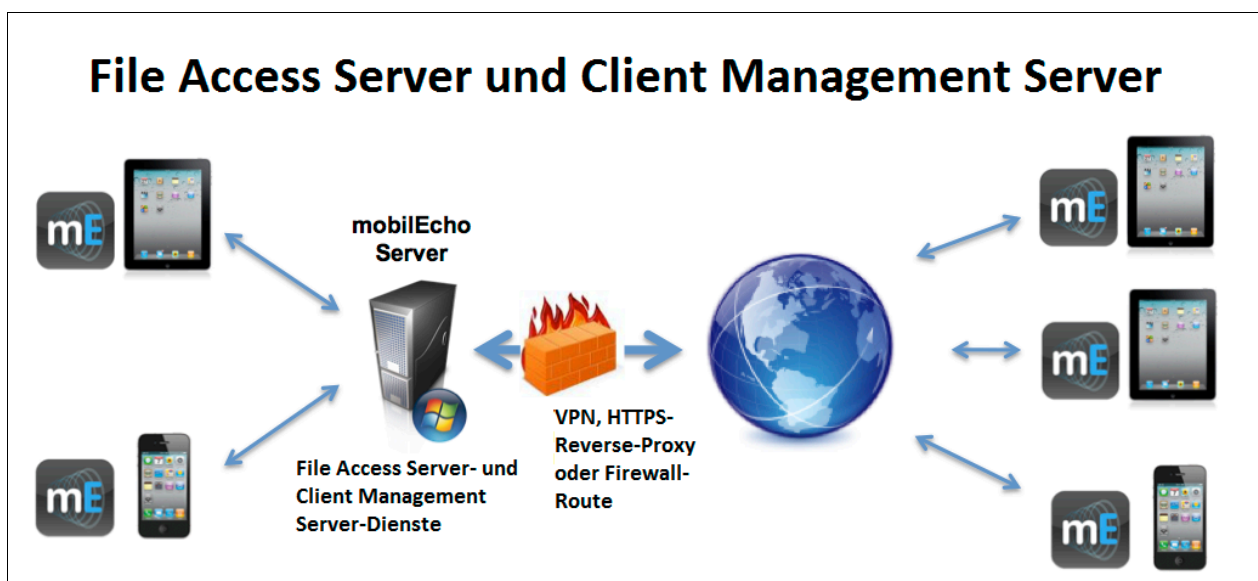 File Access Server und Client Management Server
mE
mobilEcho
Server
mE
mE
mE
VPN, HTTPS-
Reverse-Proxy
oder Firewall-
Route
File Access Server- und
Client Management
Server-Dienste
mE